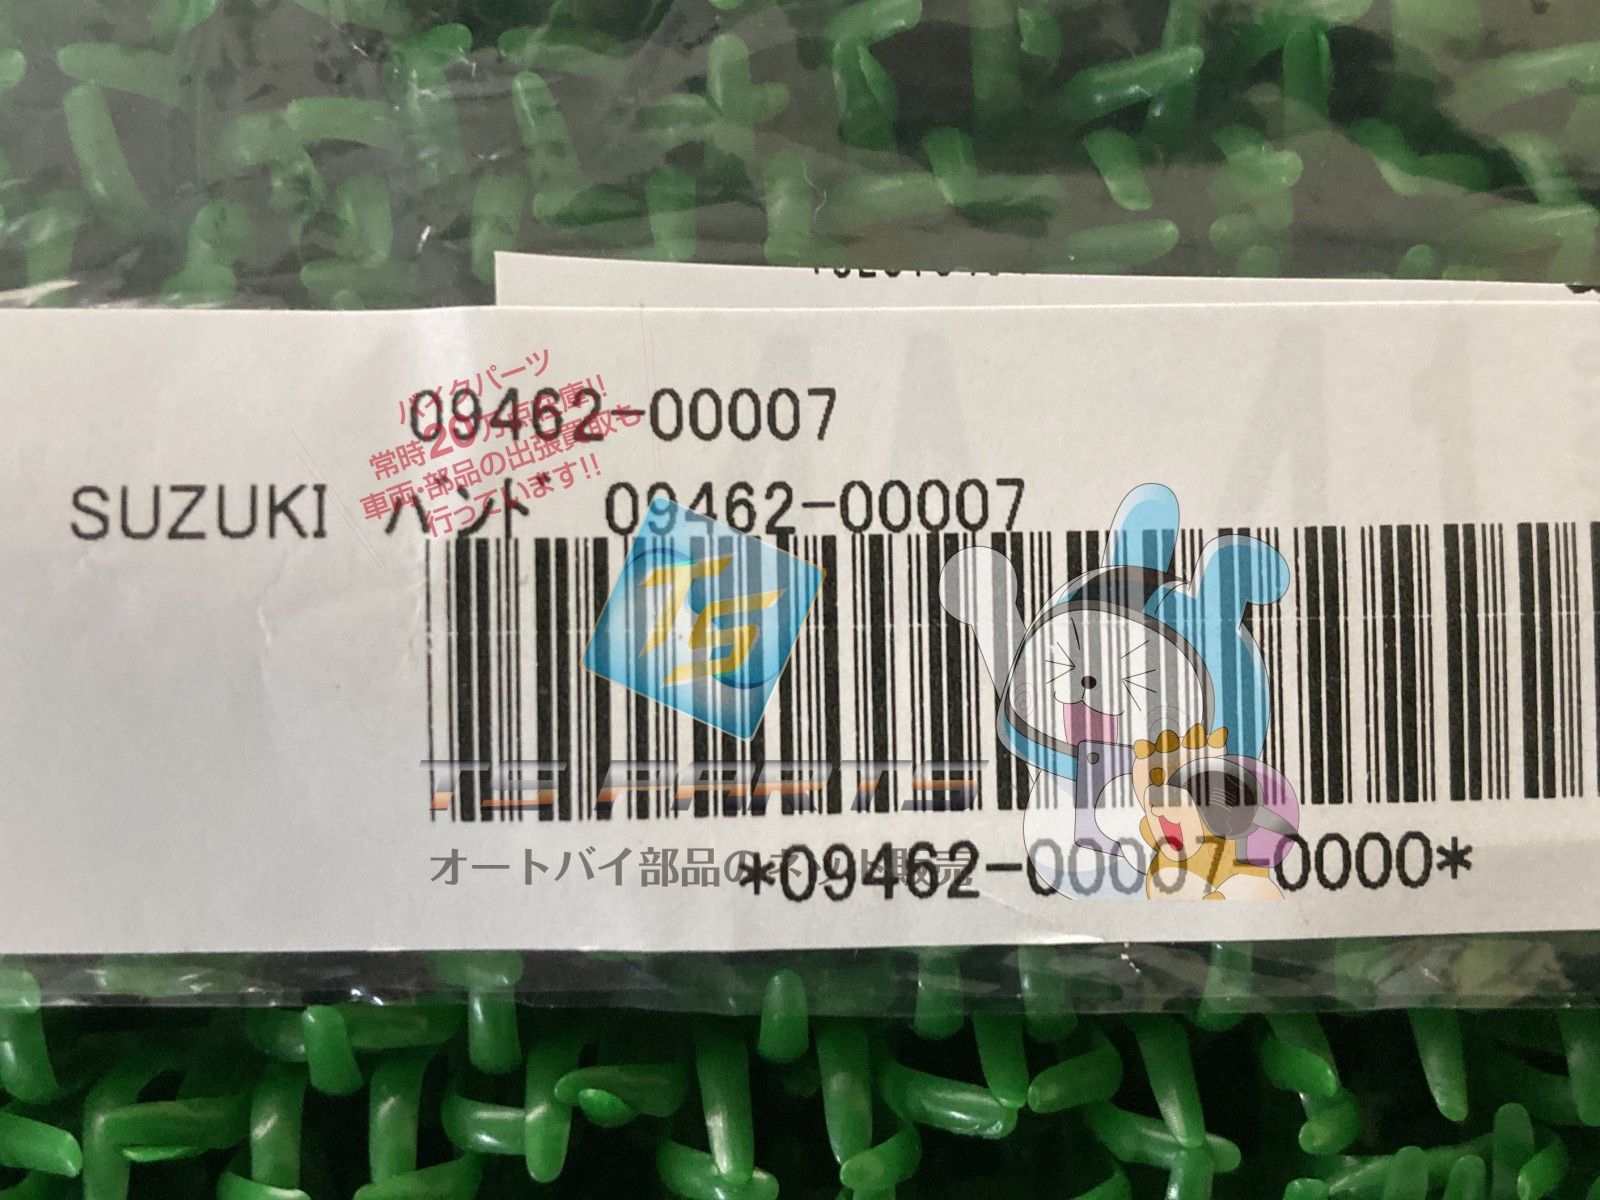 バイクパーツ
常時20万点在庫!!
車両・部品の出張買取も
行っています!!
09462-00007
SUZUKI バンド 09462-00007
TS
TS PARTS
オートバイ部品のネット販売
*09462-00007-0000*